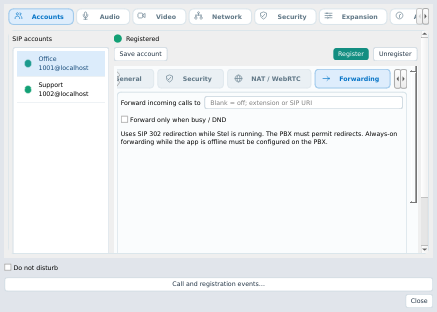 Accounts
Audio
Video
Network
Security
Expansion
SIP accounts
Registered
Office
1001@localhost
Support
1002@localhost
Save account
Register
Unregister
Security
NAT / WebRTC
Forwarding
Forward incoming calls to
Blank = off; extension or SIP URI
Forward only when busy / DND
Uses SIP 302 redirection while Stel is running. The PBX must permit redirects. Always-on
forwarding while the app is offline must be configured on the PBX.
Do not disturb
Call and registration events...
Close